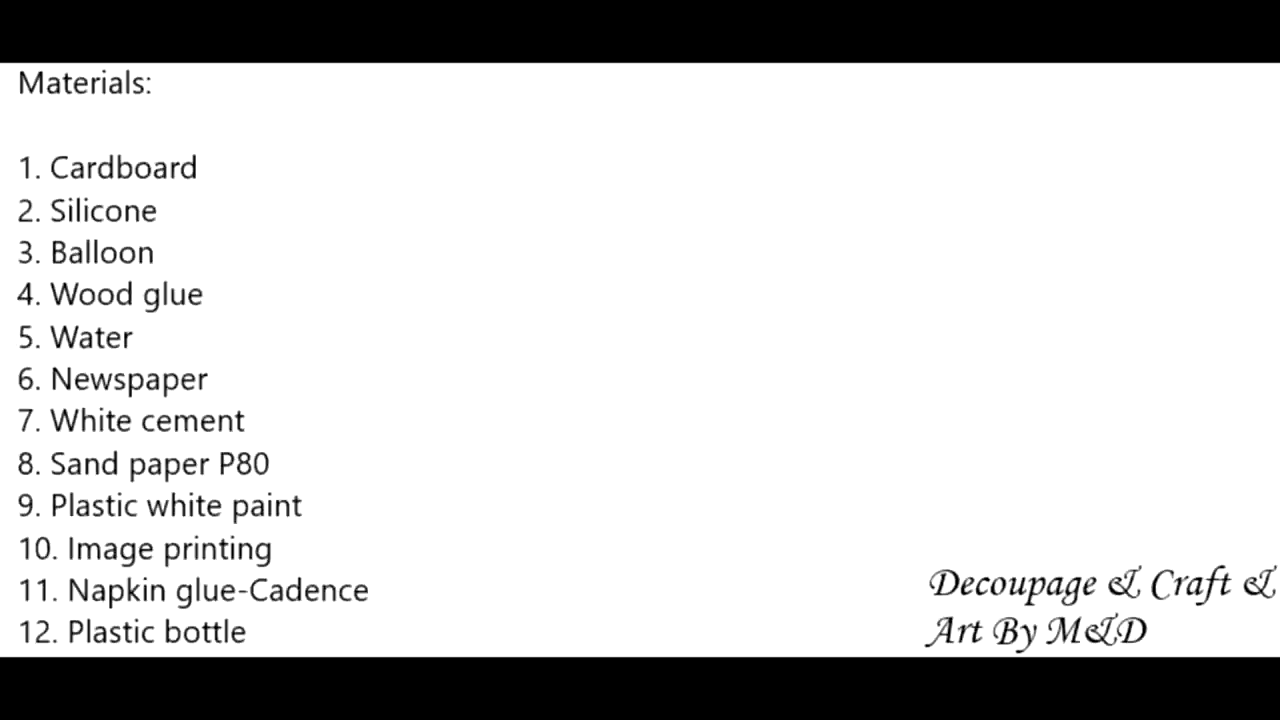 Materials:
1. Cardboard
2. Silicone
3. Balloon
4. Wood glue
5. Water
6. Newspaper
7. White cement
8. Sand paper P80
9. Plastic white paint
10. Image printing
11. Napkin glue-Cadence
12. Plastic bottle
Decoupage & Craft &
Art By M&D